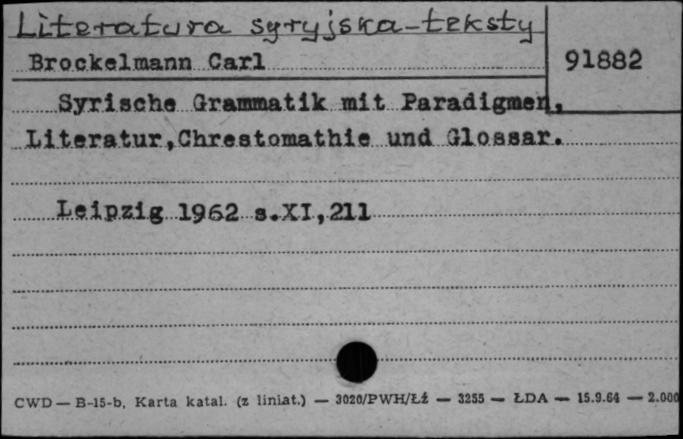 Literatura syryjska-teksty
Brockelmann Carl
91882
Syrische Grammatik mit Paradigmen,
Literatur,Chrestomathie und Glossar.
Leipzig 1962 s.XI,211
CWD — B-15-b, Karta katal. (z liniat.) — 3020/PWH/Łź — 3255 — ŁDA — 15.9.64 — 2.000